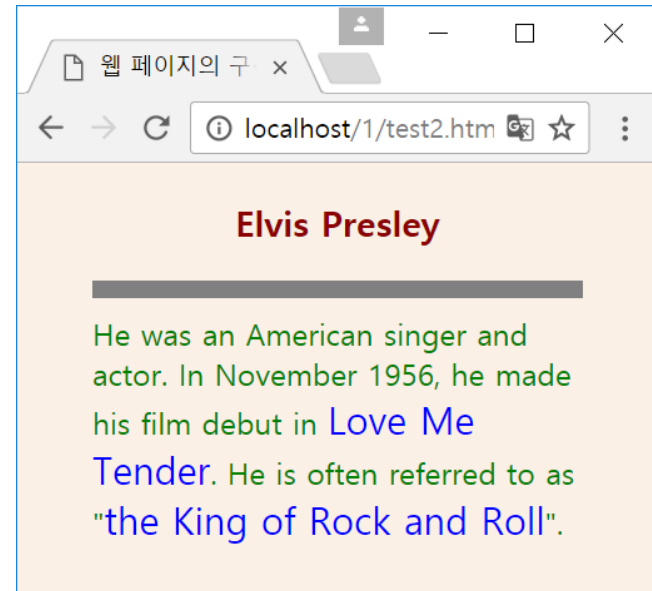 웹 페이지의 구
localhost/1/test2.htm
Elvis Presley
He was an American singer and
actor. In November 1956, he made
his film debut in Love Me
Tender. He is often referred to as
"the King of Rock and Roll".